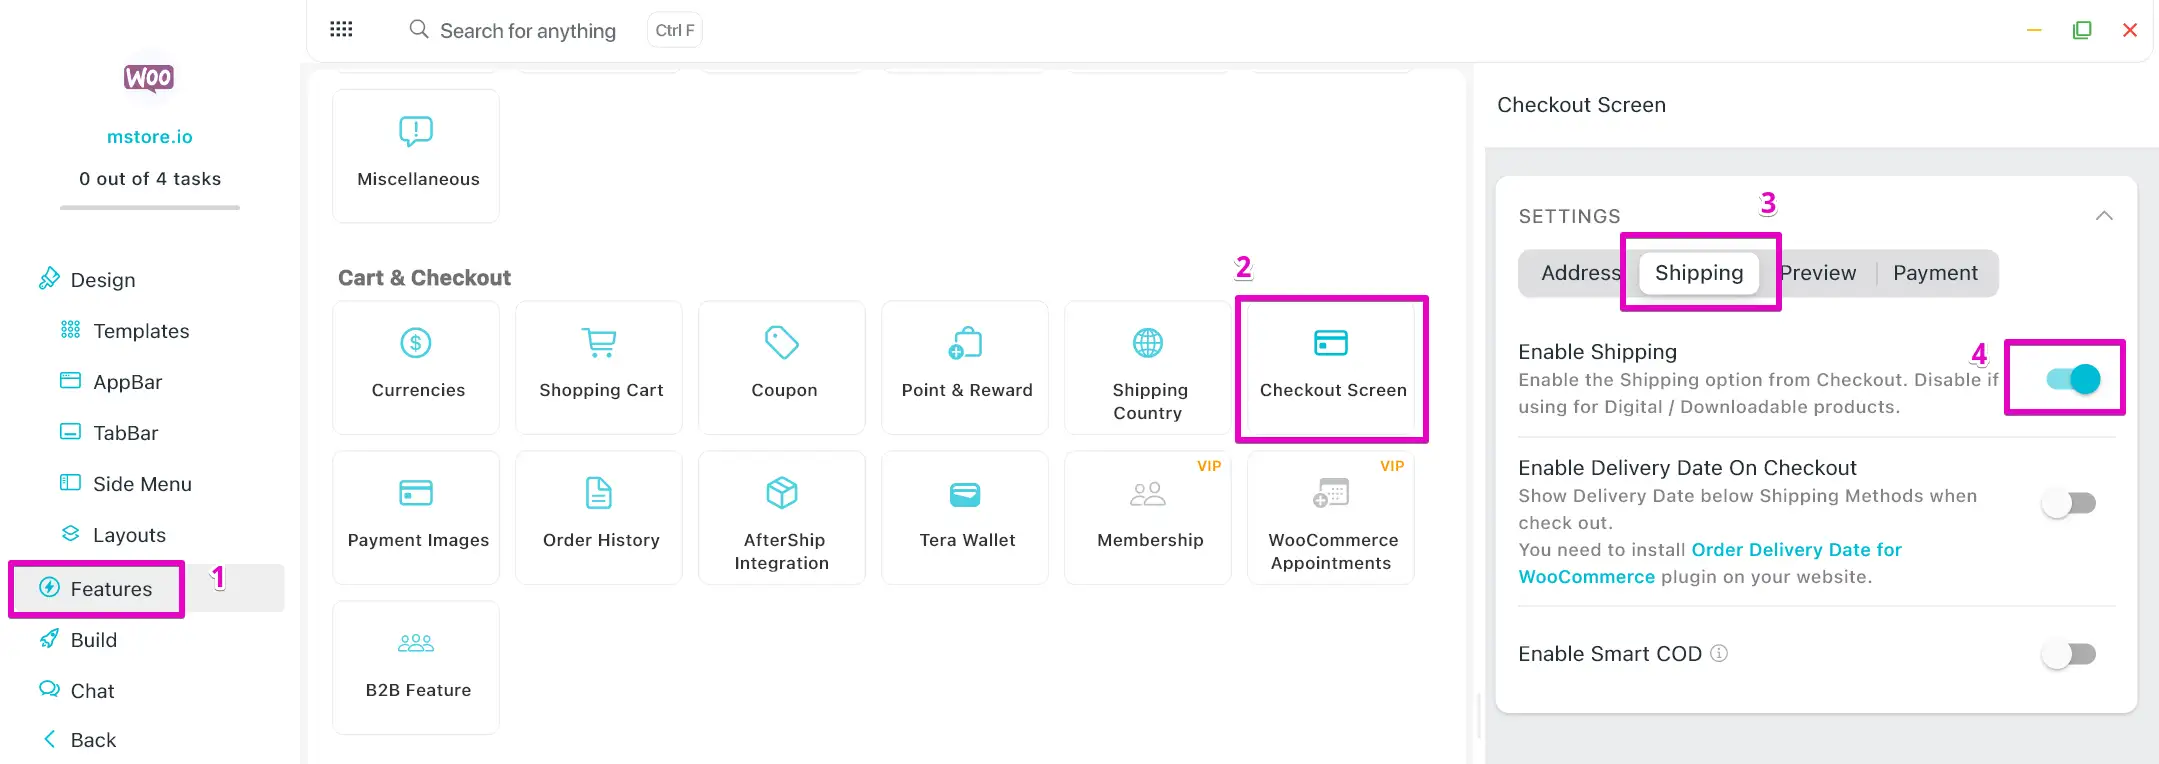 Search for anything
Ctrl F
WOO
mstore.io
0 out of 4 tasks
Design
Templates
AppBar
TabBar
Side Menu
Layouts
Features
1
Build
Chat
Back
Miscellaneous
Cart & Checkout
2
Currencies
Shopping Cart
Coupon
Point & Reward
Shipping
Country
Checkout Screen
Payment Images
Order History
AfterShip
Integration
Tera Wallet
Membership
VIP
WooCommerce
Appointments
VIP
B2B Feature
Checkout Screen
SETTINGS
3
Address
Shipping
Preview
Payment
Enable Shipping
4
Enable the Shipping option from Checkout. Disable if
using for Digital / Downloadable products.
Enable Delivery Date On Checkout
Show Delivery Date below Shipping Methods when
check out.
You need to install Order Delivery Date for
WooCommerce plugin on your website.
Enable Smart COD